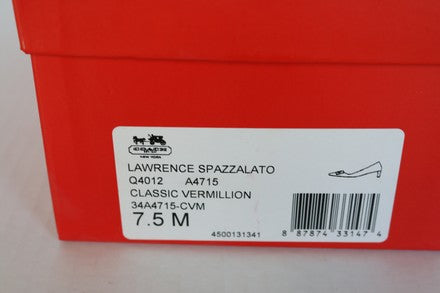 COACH
NEW YORK
LAWRENCE SPAZZALATO
Q4012 A4715
CLASSIC VERMILLION
34A4715-CVM
7.5 M
4500131341
8 87874 33147 4